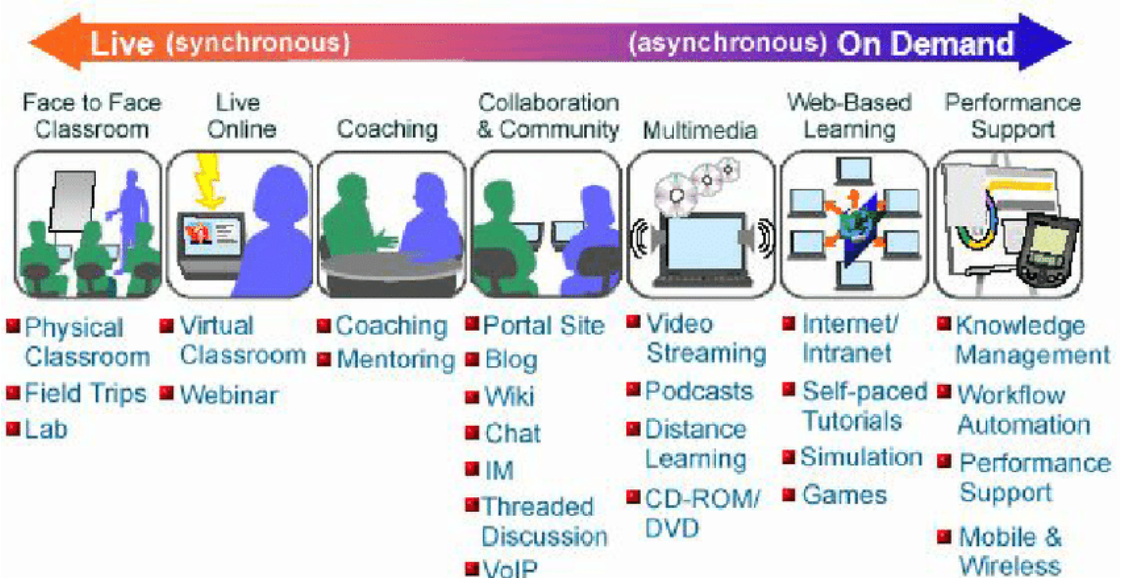 Live (synchronous)
(asynchronous) On Demand
Face to Face
Classroom
Live
Online
Coaching
Collaboration
& Community
Multimedia
Web-Based
Learning
Performance
Support
Physical
Classroom
Field Trips
Lab
Virtual
Classroom
Webinar
Coaching
Mentoring
Portal Site
Blog
Wiki
Chat
IM
Threaded
Discussion
VoIP
Video
Streaming
Podcasts
Distance
Learning
CD-ROM/
DVD
Internet/
Intranet
Self-paced
Tutorials
Simulation
Games
Knowledge
Management
Workflow
Automation
Performance
Support
Mobile &
Wireless